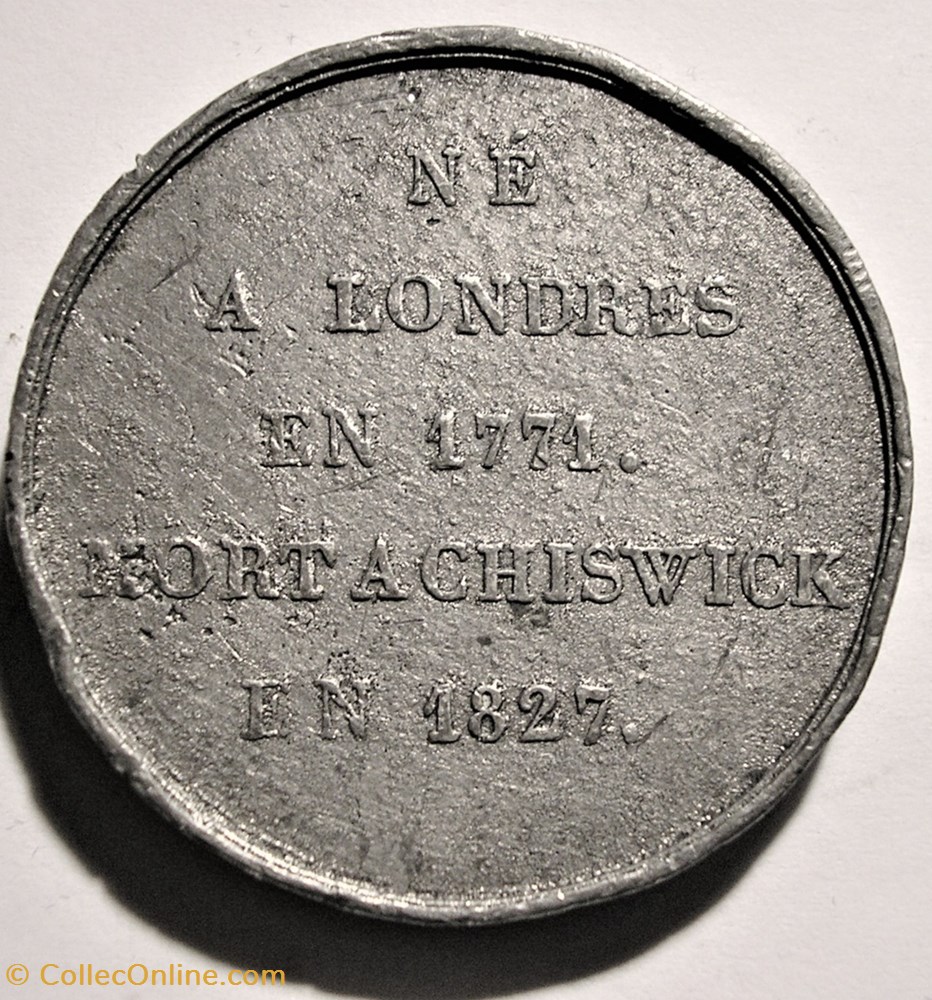 NÉ
A LONDRES
EN 1771.
MORT A CHISWICK
EN 1827.
© CollecOnline.com